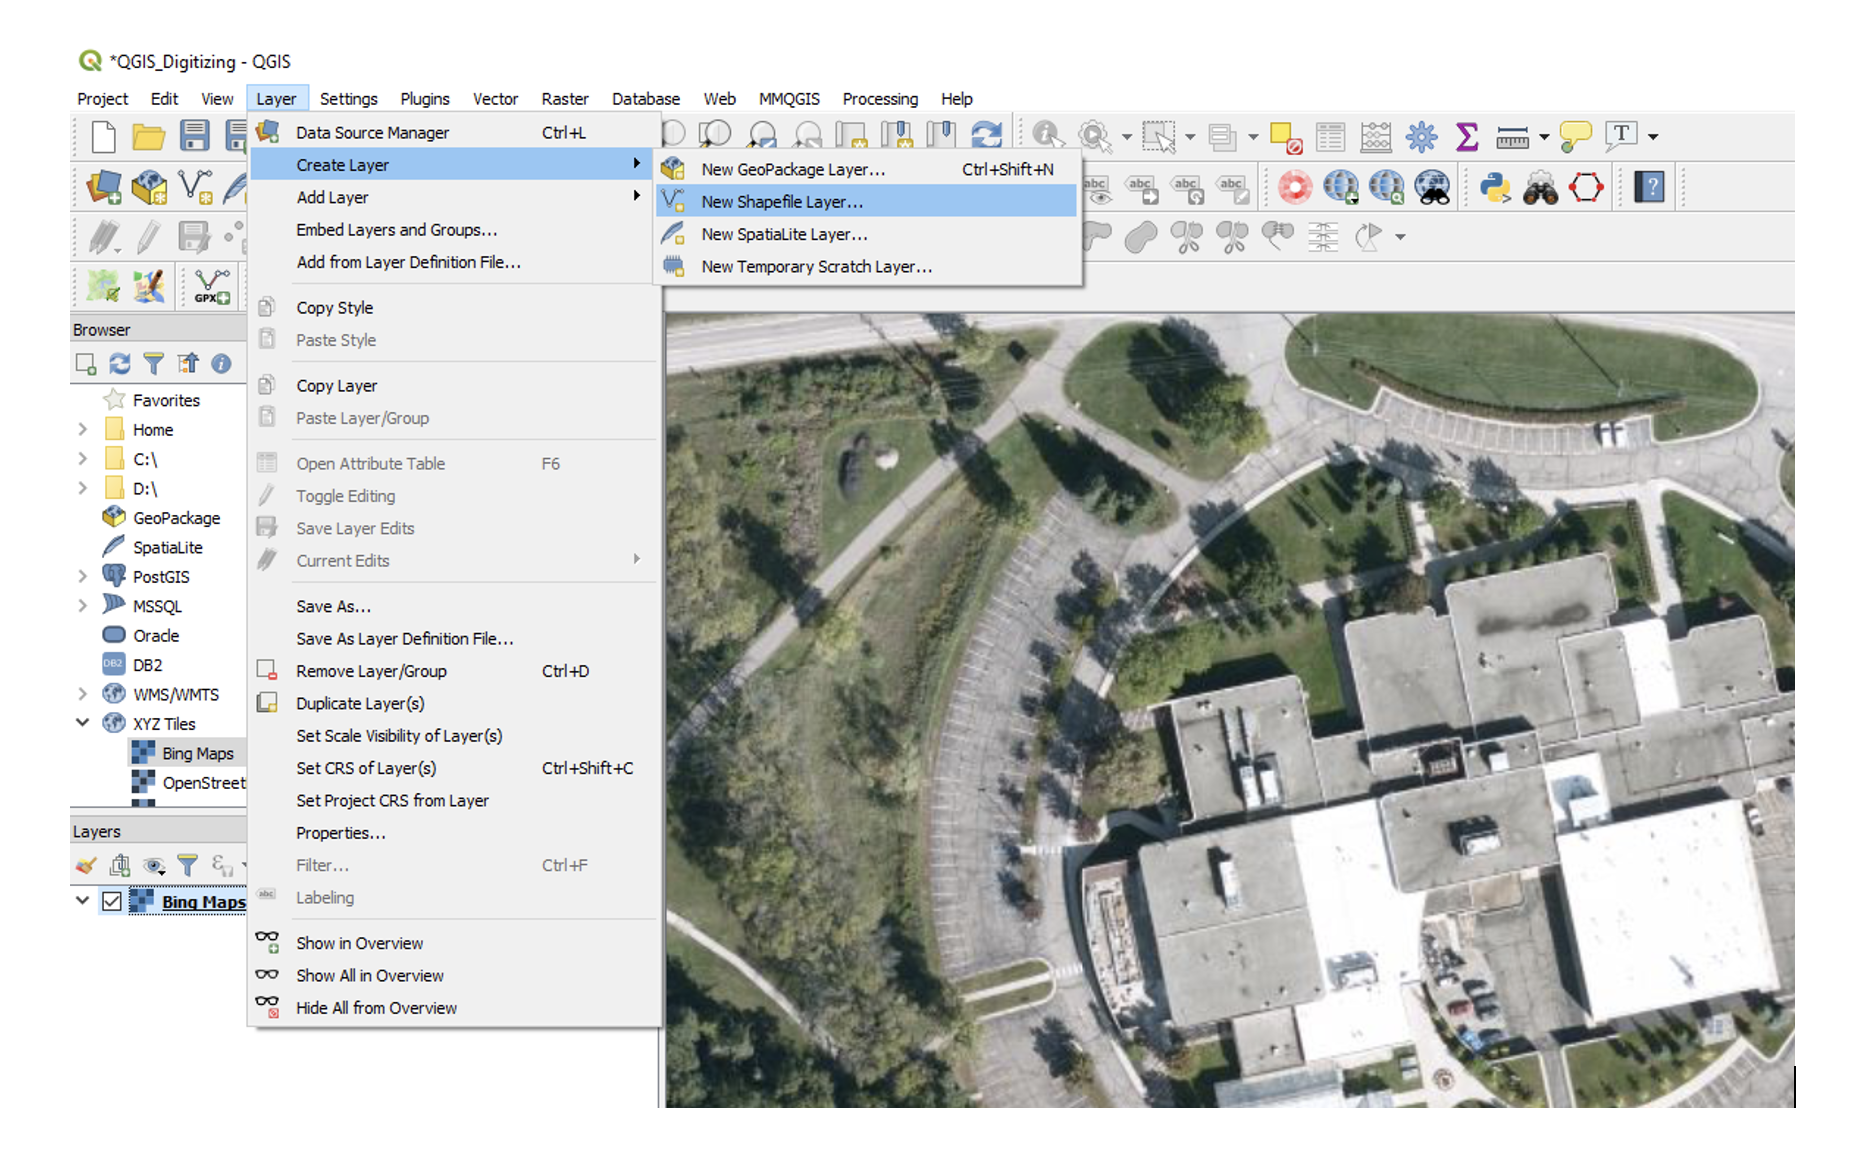 *QGIS_Digitizing - QGIS
Project Edit View Layer Settings Plugins Vector Raster Database Web MMQGIS Processing Help
Data Source Manager Ctrl+L
Create Layer
Add Layer
Embed Layers and Groups...
Add from Layer Definition File...
Copy Style
Paste Style
Copy Layer
Paste Layer/Group
Open Attribute Table F6
Toggle Editing
Save Layer Edits
Current Edits
Save As...
Save As Layer Definition File...
Remove Layer/Group Ctrl+D
Duplicate Layer(s)
Set Scale Visibility of Layer(s)
Set CRS of Layer(s) Ctrl+Shift+C
Set Project CRS from Layer
Properties...
Filter... Ctrl+F
abc Labeling
Show in Overview
Show All in Overview
Hide All from Overview
New GeoPackage Layer... Ctrl+Shift+N
New Shapefile Layer...
New SpatiaLite Layer...
New Temporary Scratch Layer...
T
abc abc abc abc
?
GPX
Browser
Favorites
Home
C:\
D:\
GeoPackage
SpatiaLite
PostGIS
MSSQL
Oracle
DB2 DB2
WMS/WMTS
XYZ Tiles
Bing Maps
OpenStreet
Layers
Bing Maps